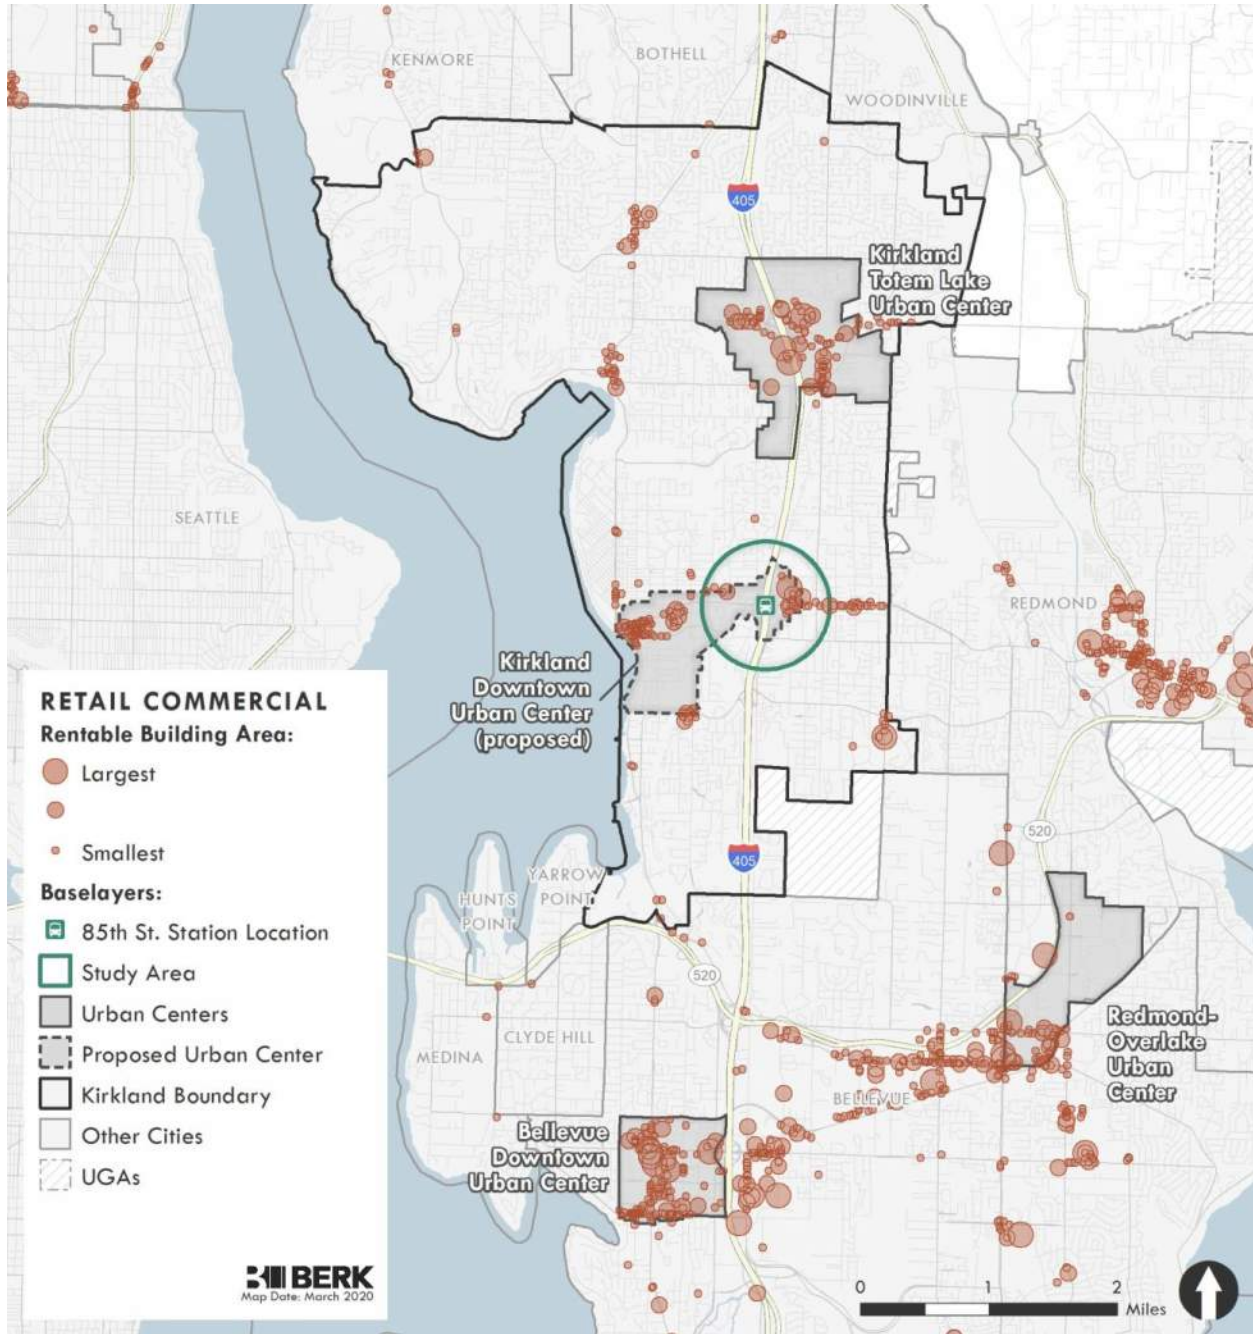 KENMORE
BOTHELL
WOODINVILLE
405
Kirkland
Totem Lake
Urban Center
SEATTLE
REDMOND
Kirkland
Downtown
Urban Center
(proposed)
RETAIL COMMERCIAL
Rentable Building Area:
Largest
Smallest
Baselayers:
85th St. Station Location
Study Area
Urban Centers
Proposed Urban Center
Kirkland Boundary
Other Cities
UGAs
BERK
Map Date: March 2020
520
405
YARROW
POINT
HUNTS
POINT
520
CLYDE HILL
MEDINA
Redmond-
Overlake
Urban
Center
BELLEVUE
Bellevue
Downtown
Urban Center
0 1 2
Miles